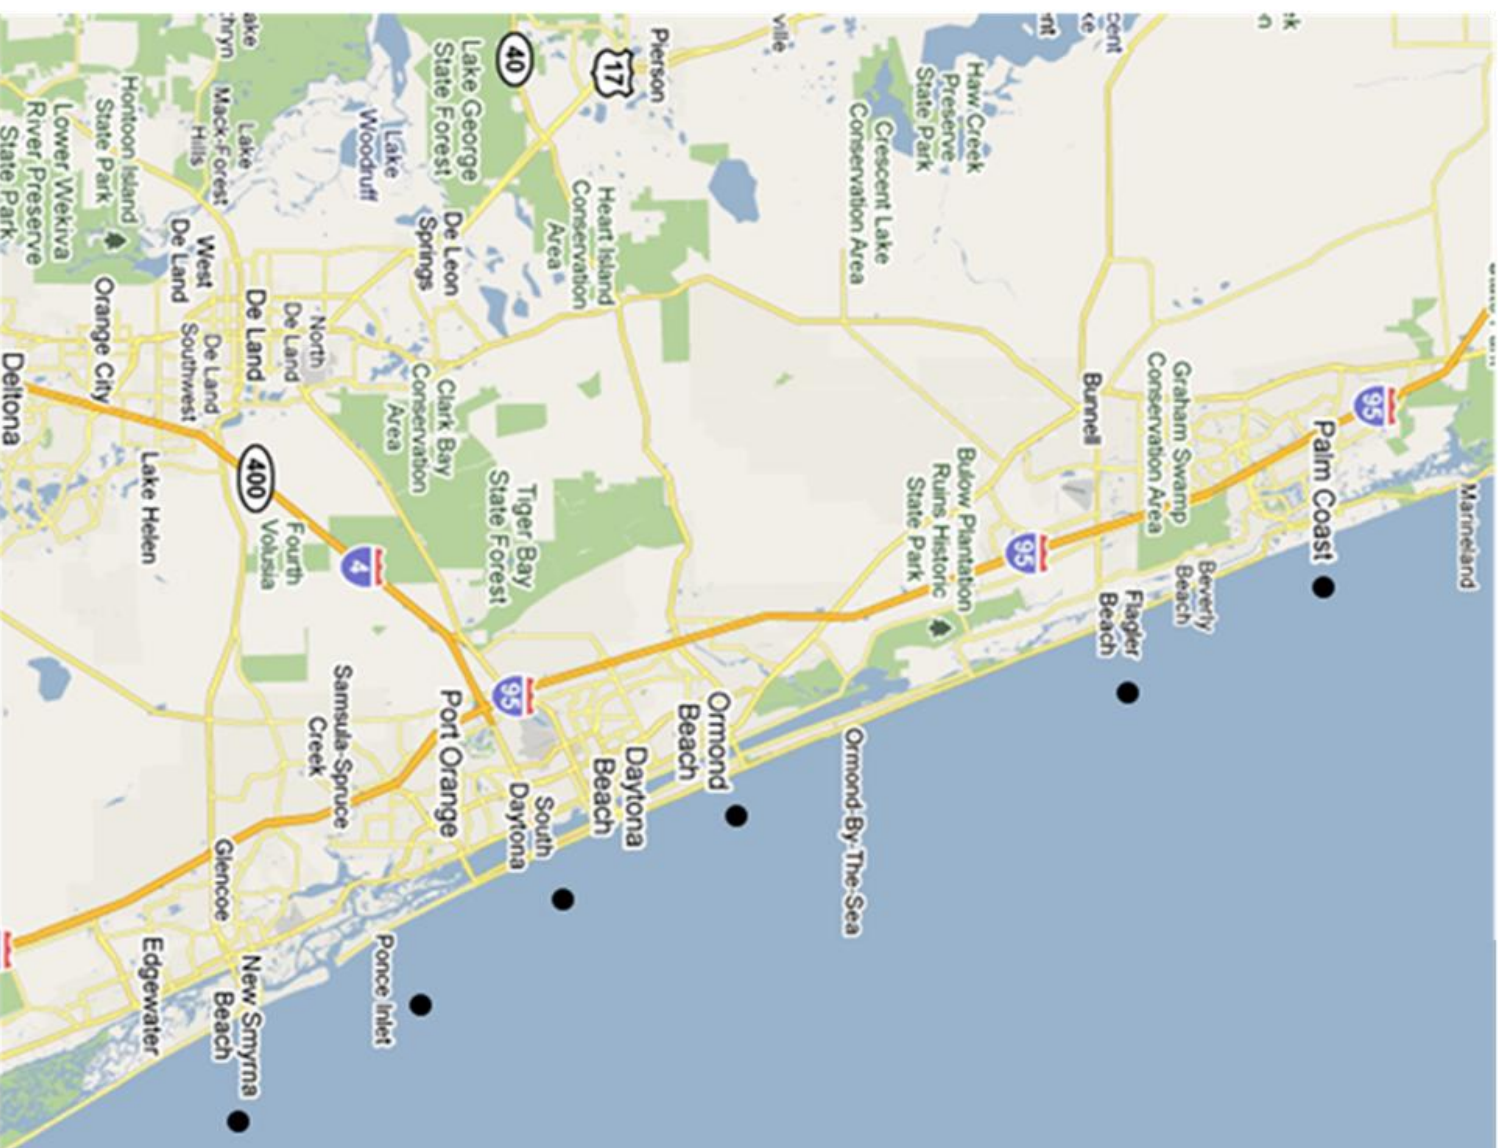 Marineland
95
Palm Coast
Graham Swamp
Conservation Area
Beverly
Beach
Flagler
Beach
Bunnell
95
Haw Creek
Preserve
State Park
Crescent Lake
Conservation Area
Bulow Plantation
Ruins Historic
State Park
Ormond-By-The-Sea
Ormond
Beach
Pierson
17
Daytona
Beach
Heart Island
Conservation
Area
40
Tiger Bay
State Forest
95
South
Daytona
Lake George
State Forest
De Leon
Springs
Clark Bay
Conservation
Area
Port Orange
Lake
Woodruff
4
Ponce Inlet
Samsula-Spruce
Creek
North
De Land
Fourth
Volusia
De Land
400
New Smyrna
Beach
Glencoe
Lake
Mack-Forest
Hills
West
De Land
De Land
Southwest
Lake Helen
Edgewater
Hontoon Island
State Park
Orange City
Lower Wekiva
River Preserve
State Park
Deltona